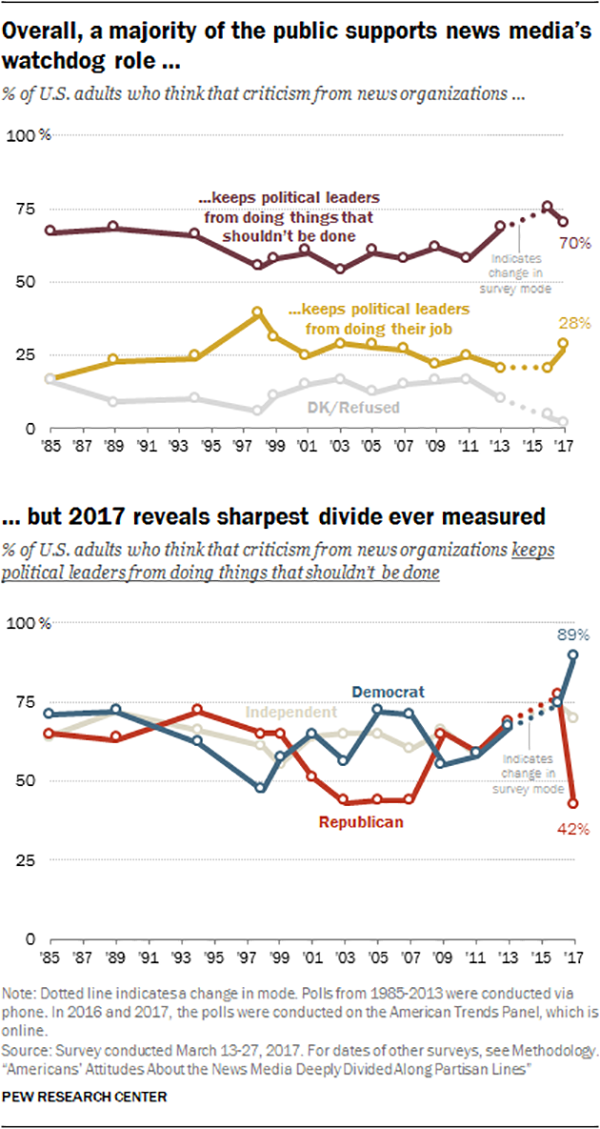 Overall, a majority of the public supports news media’s
watchdog role ...
% of U.S. adults who think that criticism from news organizations ...
100 %
...keeps political leaders
from doing things that
shouldn’t be done
75
70%
Indicates
change in
survey mode
50
...keeps political leaders
from doing their job
28%
25
DK/Refused
0
'85 '87 '89 '91 '93 '95 '97 '99 '01 '03 '05 '07 '09 '11 '13 '15 '17
... but 2017 reveals sharpest divide ever measured
% of U.S. adults who think that criticism from news organizations keeps
political leaders from doing things that shouldn’t be done
100 %
89%
Democrat
75
Independent
Indicates
change in
survey mode
50
Republican
42%
25
0
'85 '87 '89 '91 '93 '95 '97 '99 '01 '03 '05 '07 '09 '11 '13 '15 '17
Note: Dotted line indicates a change in mode. Polls from 1985-2013 were conducted via
phone. In 2016 and 2017, the polls were conducted on the American Trends Panel, which is
online.
Source: Survey conducted March 13-27, 2017. For dates of other surveys, see Methodology.
“Americans’ Attitudes About the News Media Deeply Divided Along Partisan Lines”
PEW RESEARCH CENTER